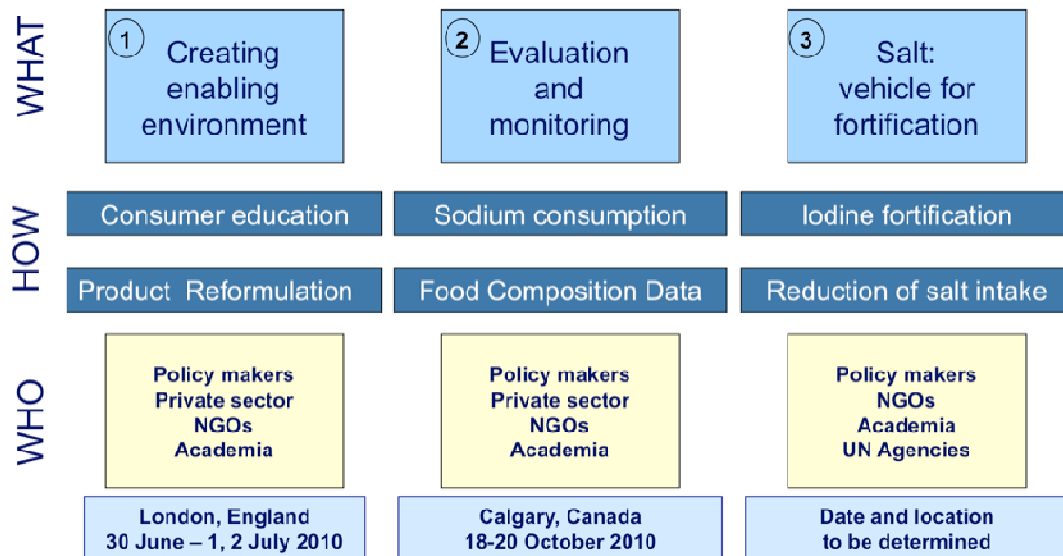 WHAT
1
Creating
enabling
environment
2
Evaluation
and
monitoring
3
Salt:
vehicle for
fortification
HOW
Consumer education
Sodium consumption
Iodine fortification
Product Reformulation
Food Composition Data
Reduction of salt intake
WHO
Policy makers
Private sector
NGOs
Academia
Policy makers
Private sector
NGOs
Academia
Policy makers
NGOs
Academia
UN Agencies
London, England
30 June – 1, 2 July 2010
Calgary, Canada
18-20 October 2010
Date and location
to be determined